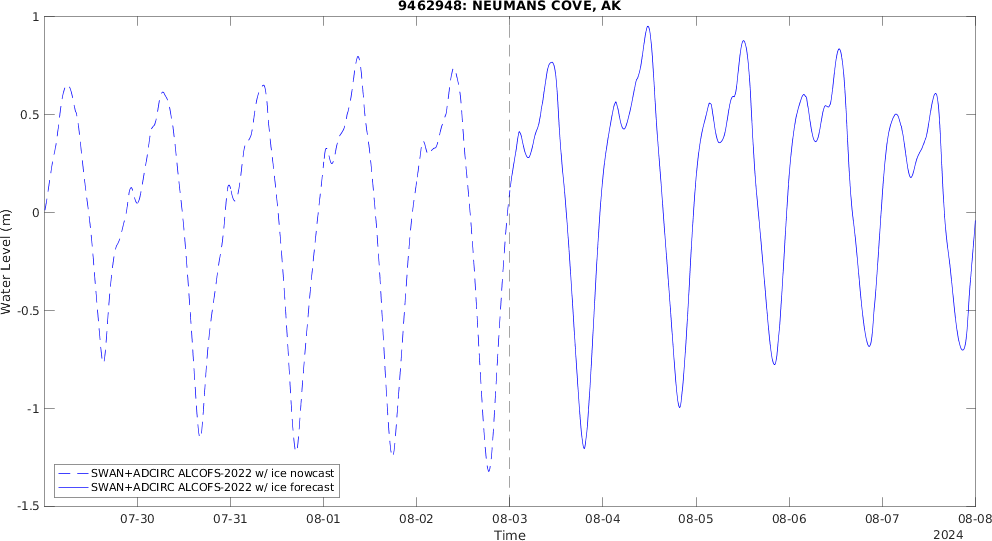 9462948: NEUMANS COVE, AK
1
0.5
0
-0.5
-1
-1.5
Water Level (m)
SWAN+ADCIRC ALCOFS-2022 w/ ice nowcast
SWAN+ADCIRC ALCOFS-2022 w/ ice forecast
07-30 07-31 08-01 08-02 08-03 08-04 08-05 08-06 08-07 08-08
Time
2024